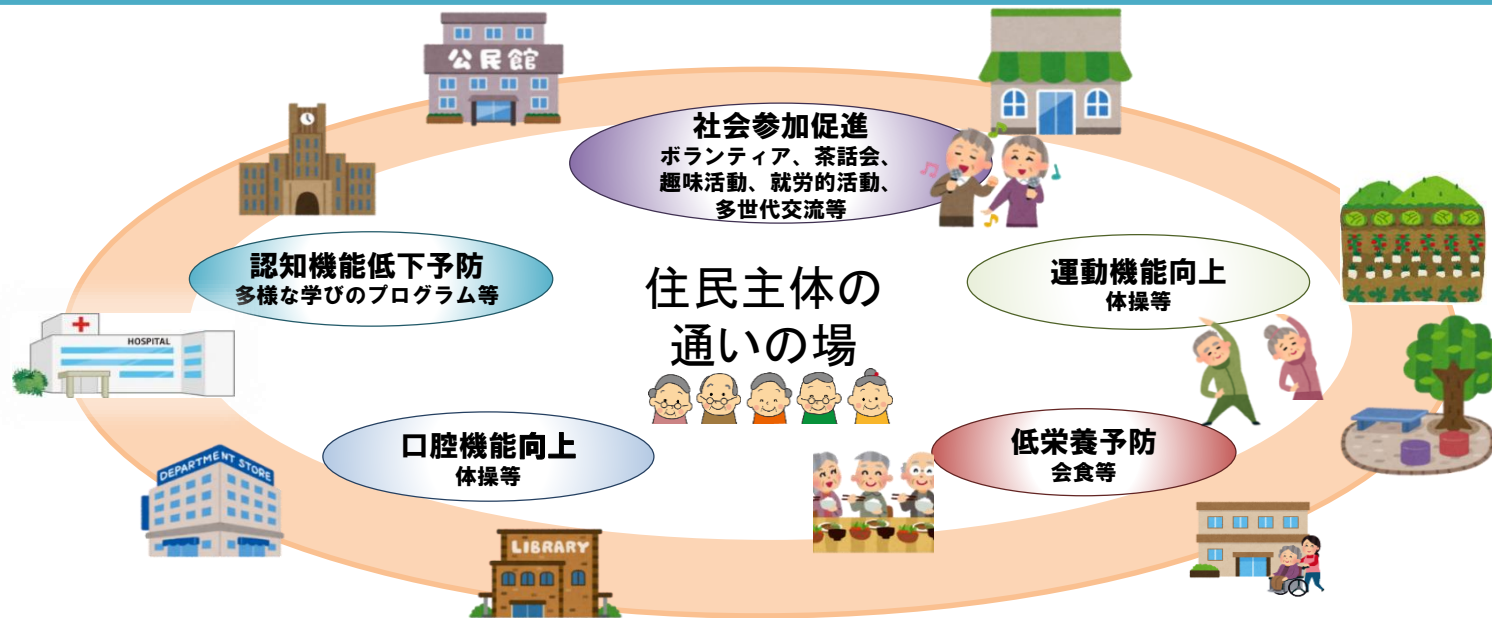 公民館
社会参加促進
ボランティア、茶話会、
趣味活動、就労的活動、
多世代交流等
認知機能低下予防
多様な学びのプログラム等
住民主体の
通いの場
運動機能向上
体操等
HOSPITAL
口腔機能向上
体操等
低栄養予防
会食等
DEPARTMENT STORE
LIBRARY